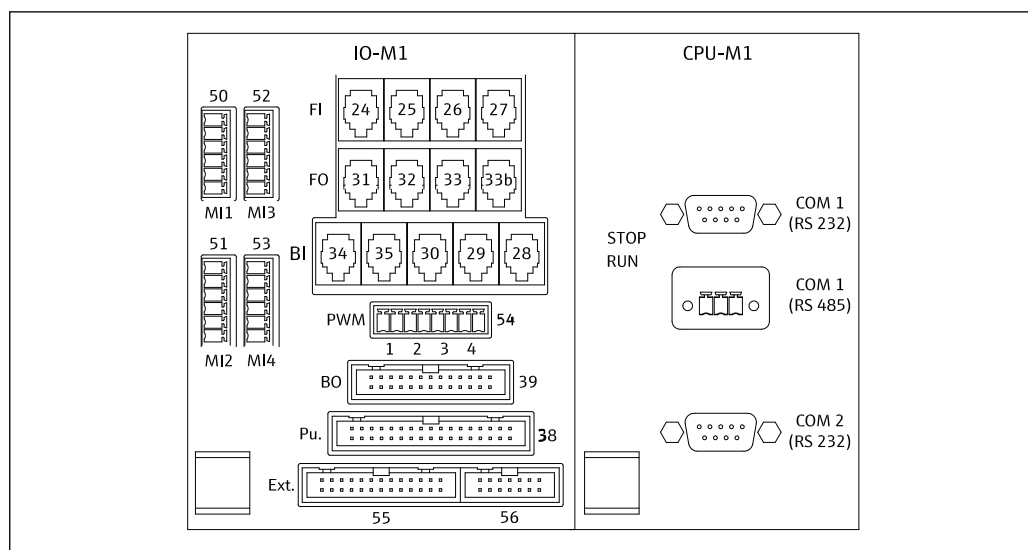 IO-M1
CPU-M1
50 52
FI 24 25 26 27
MI1 MI3
FO 31 32 33 33b
51 53
BI 34 35 30 29 28
MI2 MI4
PWM 54
1 2 3 4
BO 39
Pu. 38
Ext.
55 56
STOP
RUN
COM 1
(RS 232)
COM 1
(RS 485)
COM 2
(RS 232)